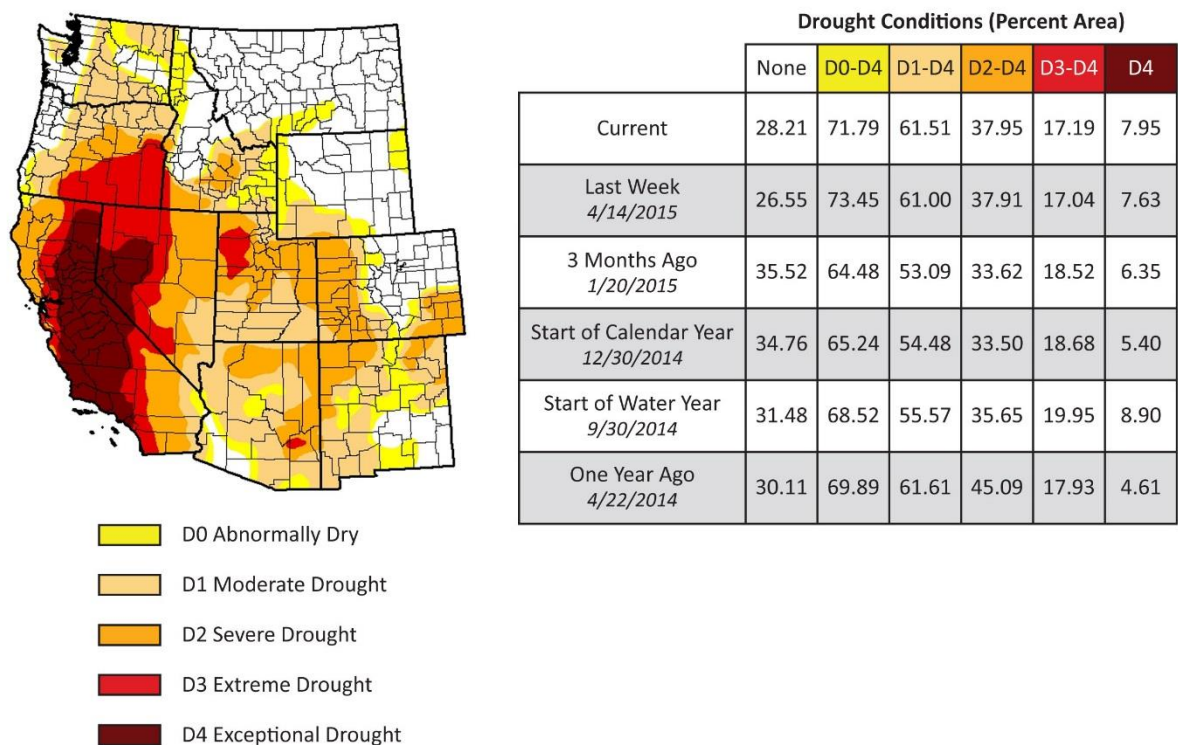 Drought Conditions (Percent Area)
None D0-D4 D1-D4 D2-D4 D3-D4 D4
Current 28.21 71.79 61.51 37.95 17.19 7.95
Last Week
4/14/2015
26.55 73.45 61.00 37.91 17.04 7.63
3 Months Ago
1/20/2015
35.52 64.48 53.09 33.62 18.52 6.35
Start of Calendar Year
12/30/2014
34.76 65.24 54.48 33.50 18.68 5.40
Start of Water Year
9/30/2014
31.48 68.52 55.57 35.65 19.95 8.90
One Year Ago
4/22/2014
30.11 69.89 61.61 45.09 17.93 4.61
D0 Abnormally Dry
D1 Moderate Drought
D2 Severe Drought
D3 Extreme Drought
D4 Exceptional Drought